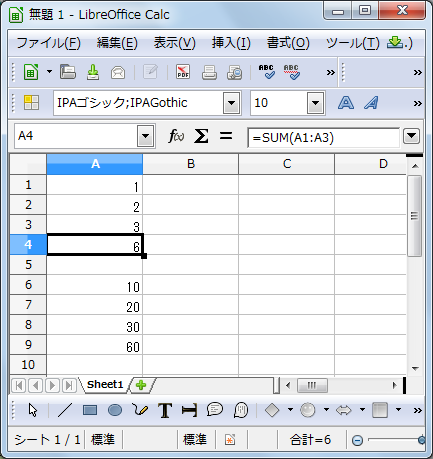 無題 1 - LibreOffice Calc
ファイル(F) 編集(E) 表示(V) 挿入(I) 書式(O) ツール(T) .)
PDF ABC ABC »
IPAゴシック;IPAGothic 10 A A »
A4 f(x) Σ = =SUM(A1:A3)
A B C D
1 1
2 2
3 3
4 6
5
6 10
7 20
8 30
9 60
10
Sheet1
T »
シート 1 / 1 標準 標準 合計=6